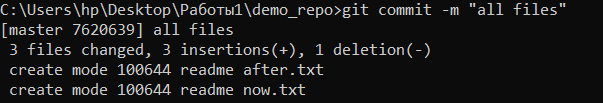 C:\Users\hp\Desktop\Работы1\demo_repo>git commit -m "all files"
[master 7620639] all files
 3 files changed, 3 insertions(+), 1 deletion(-)
 create mode 100644 readme after.txt
 create mode 100644 readme now.txt